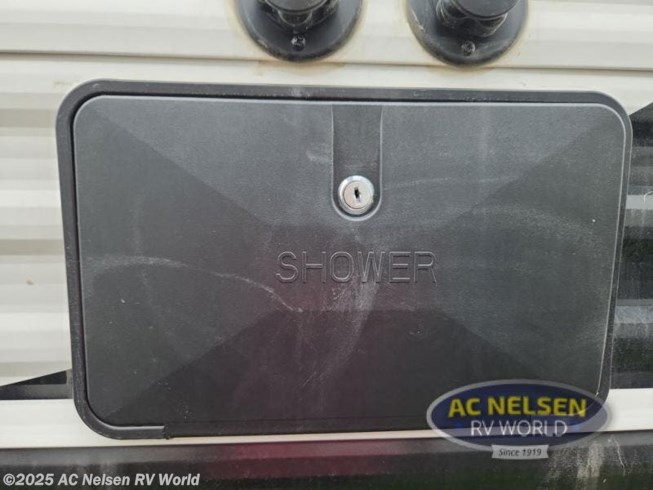 SHOWER
AC NELSEN
RV WORLD
Since 1919
©2025 AC Nelsen RV World